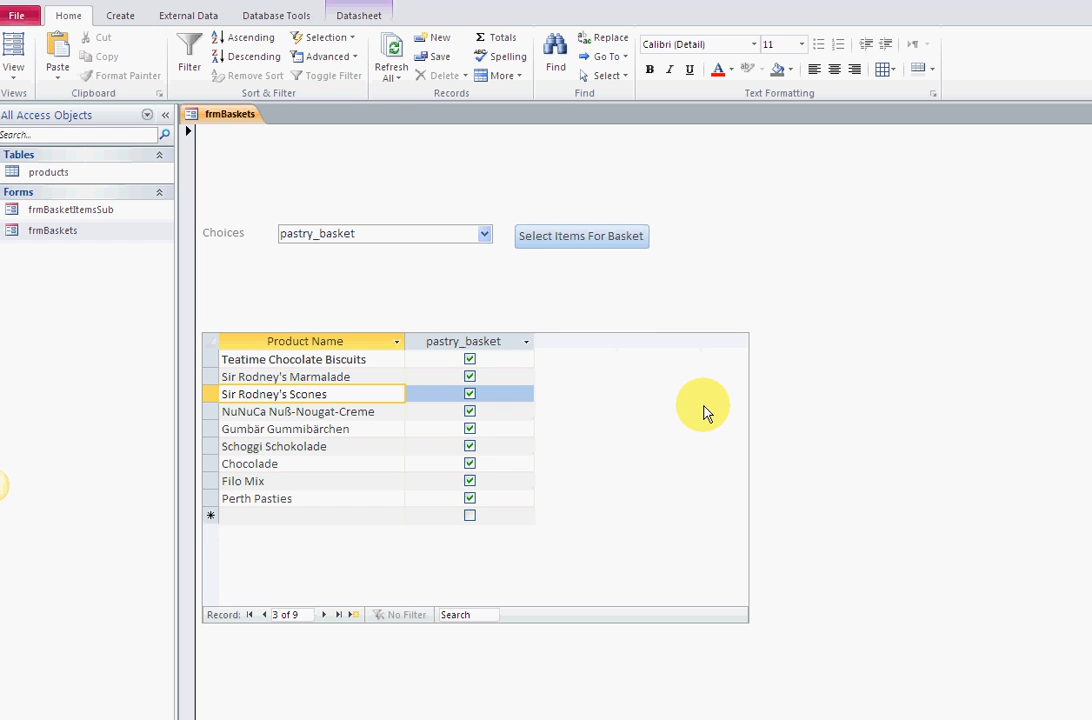 File Home Create External Data Database Tools Datasheet
Cut Ascending Selection New Totals Replace Calibri (Detail) 11
View Paste Copy Filter Descending Advanced Refresh All Save Spelling Find Go To B I U A
Format Painter Remove Sort Toggle Filter Delete More Select
Views Clipboard Sort & Filter Records Find Text Formatting
All Access Objects « frmBaskets
Search...
Tables
products
Forms
frmBasketItemsSub
frmBaskets
Choices pastry_basket Select Items For Basket
Product Name pastry_basket
Teatime Chocolate Biscuits
Sir Rodney's Marmalade
Sir Rodney's Scones
NuNuCa Nuß-Nougat-Creme
Gumbär Gummibärchen
Schoggi Schokolade
Chocolade
Filo Mix
Perth Pasties
Record: 3 of 9 No Filter Search